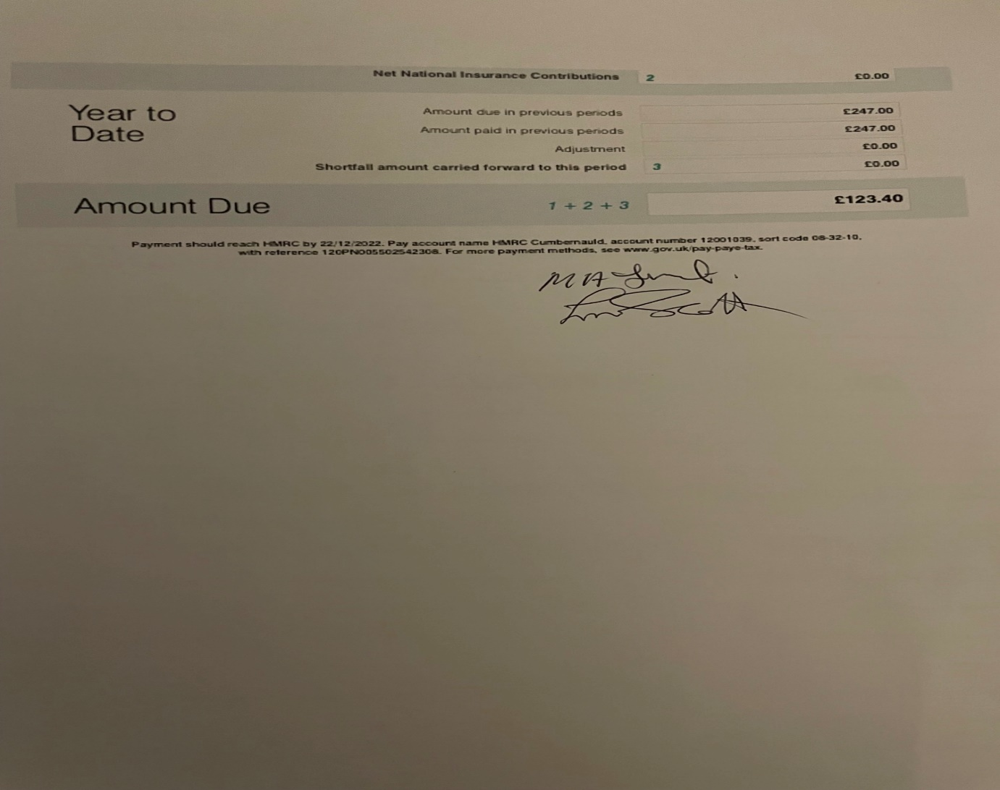 Net National Insurance Contributions 2 £0.00
Year to
Date
Amount due in previous periods £247.00
Amount paid in previous periods £247.00
Adjustment £0.00
Shortfall amount carried forward to this period 3 £0.00
Amount Due 1 + 2 + 3 £123.40
Payment should reach HMRC by 22/12/2022. Pay account name HMRC Cumbernauld, account number 12001039, sort code 08-32-10,
with reference 120PN005502542308. For more payment methods, see www.gov.uk/pay-paye-tax.
M A
Scott